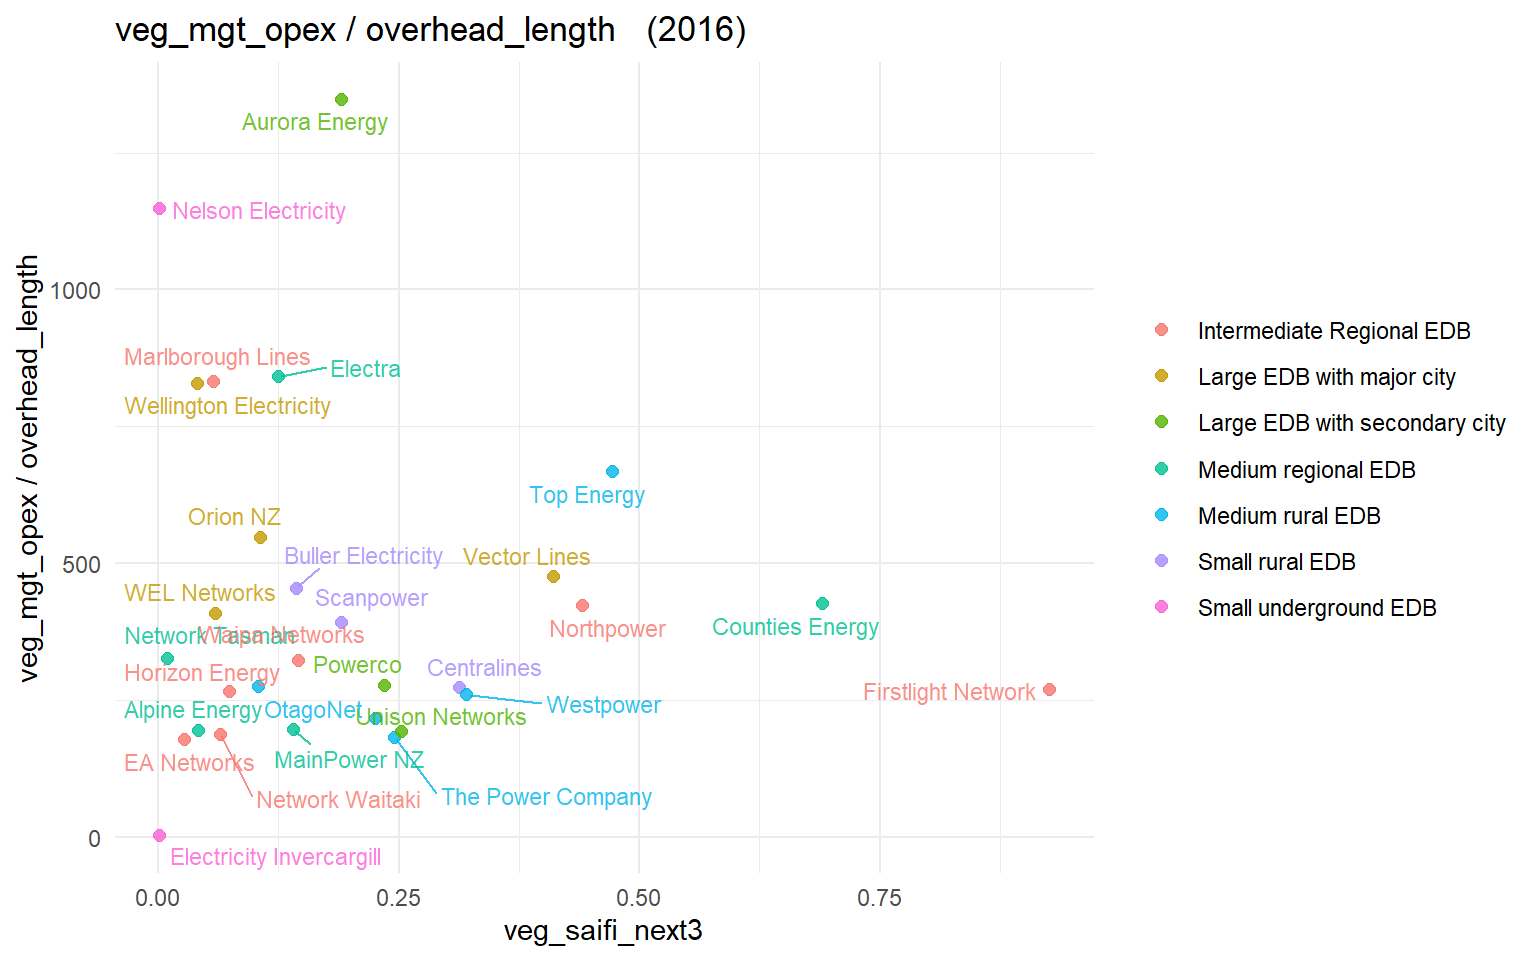 veg_mgt_opex / overhead_length (2016)
veg_mgt_opex / overhead_length
1000
500
0
Aurora Energy
Nelson Electricity
Marlborough Lines
Electra
Wellington Electricity
Top Energy
Orion NZ
Buller Electricity
Vector Lines
WEL Networks
Scanpower
Northpower
Counties Energy
Network Tasman
Waipa Networks
Powerco
Centralines
Horizon Energy
Firstlight Network
Westpower
Alpine Energy
OtagoNet
Unison Networks
EA Networks
MainPower NZ
Network Waitaki
The Power Company
Electricity Invercargill
0.00
0.25
0.50
0.75
veg_saifi_next3
Intermediate Regional EDB
Large EDB with major city
Large EDB with secondary city
Medium regional EDB
Medium rural EDB
Small rural EDB
Small underground EDB